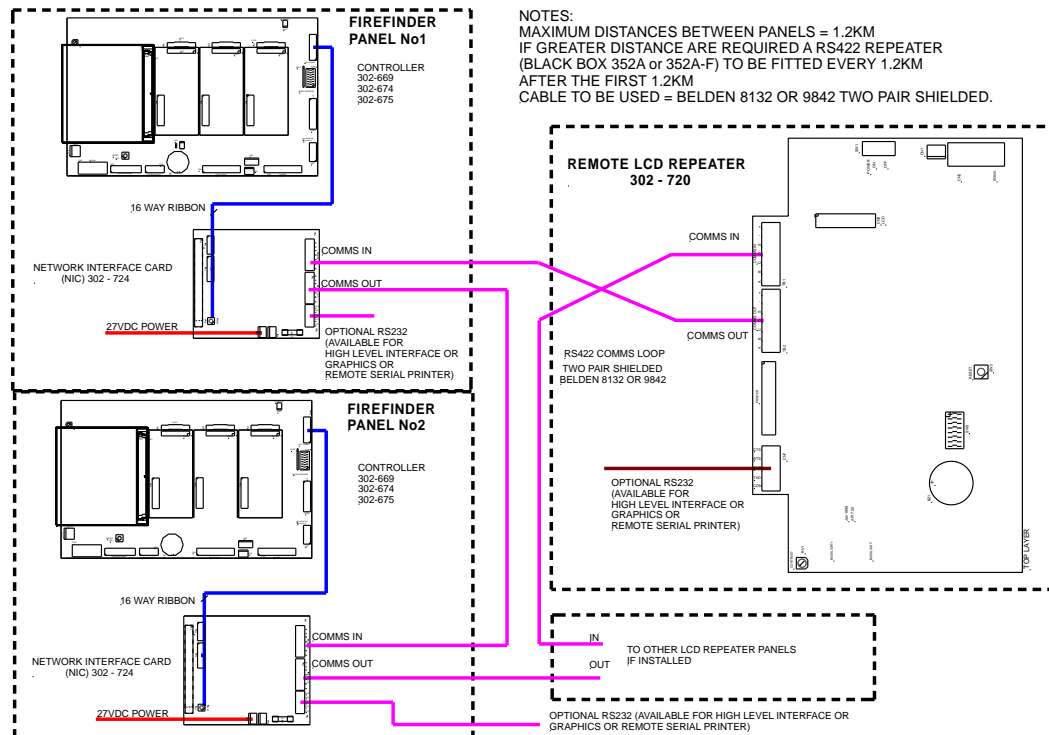 FIREFINDER
PANEL No1
CONTROLLER
302-669
302-674
302-675
16 WAY RIBBON
NETWORK INTERFACE CARD
(NIC) 302 - 724
COMMS IN
COMMS OUT
27VDC POWER
OPTIONAL RS232
(AVAILABLE FOR
HIGH LEVEL INTERFACE OR
GRAPHICS OR
REMOTE SERIAL PRINTER)
NOTES:
MAXIMUM DISTANCES BETWEEN PANELS = 1.2KM
IF GREATER DISTANCE ARE REQUIRED A RS422 REPEATER
(BLACK BOX 352A or 352A-F) TO BE FITTED EVERY 1.2KM
AFTER THE FIRST 1.2KM
CABLE TO BE USED = BELDEN 8132 OR 9842 TWO PAIR SHIELDED.
REMOTE LCD REPEATER
302 - 720
COMMS IN
COMMS OUT
RS422 COMMS LOOP
TWO PAIR SHIELDED
BELDEN 8132 OR 9842
OPTIONAL RS232
(AVAILABLE FOR
HIGH LEVEL INTERFACE OR
GRAPHICS OR
REMOTE SERIAL PRINTER)
POWER
ON
OFF
TOP LAYER
FIREFINDER
PANEL No2
CONTROLLER
302-669
302-674
302-675
16 WAY RIBBON
NETWORK INTERFACE CARD
(NIC) 302 - 724
COMMS IN
COMMS OUT
27VDC POWER
IN
OUT
TO OTHER LCD REPEATER PANELS
IF INSTALLED
OPTIONAL RS232 (AVAILABLE FOR HIGH LEVEL INTERFACE OR
GRAPHICS OR REMOTE SERIAL PRINTER)